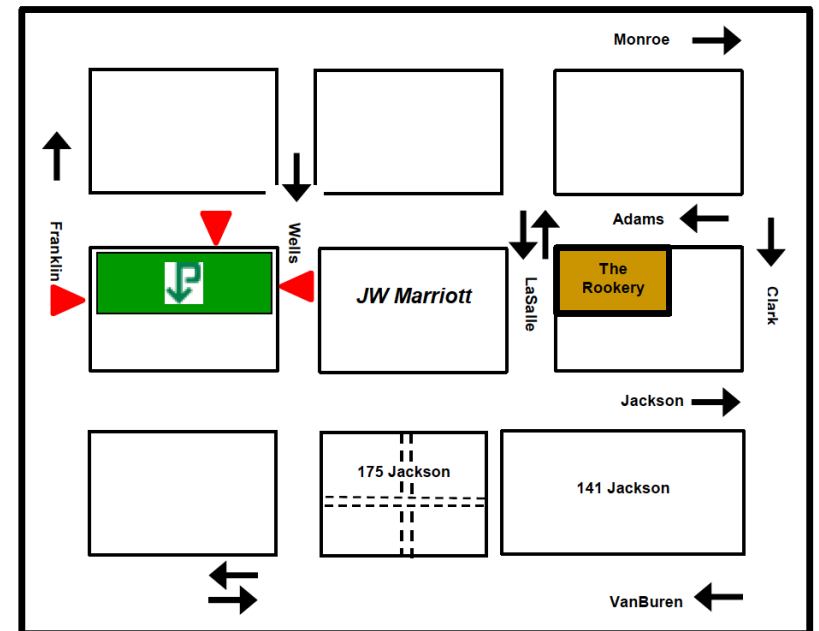 Monroe
Adams
Franklin
Wells
The
Rookery
JW Marriott
LaSalle
Clark
Jackson
175 Jackson
141 Jackson
VanBuren